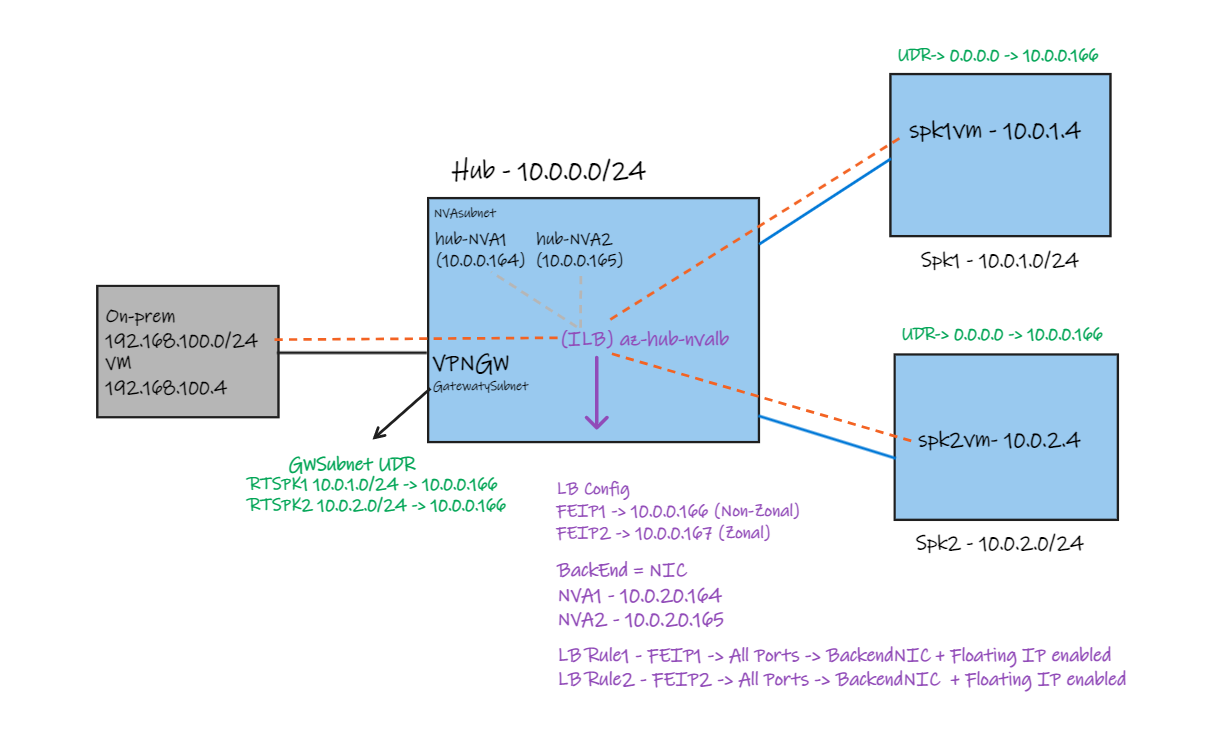 UDR-> 0.0.0.0 -> 10.0.0.166
spk1vm - 10.0.1.4
Spk1 - 10.0.1.0/24
Hub - 10.0.0.0/24
NVAsubnet
hub-NVA1
(10.0.0.164)
hub-NVA2
(10.0.0.165)
(ILB) az-hub-nvalb
VPNGW
GatewatySubnet
On-prem
192.168.100.0/24
VM
192.168.100.4
UDR-> 0.0.0.0 -> 10.0.0.166
spk2vm- 10.0.2.4
Spk2 - 10.0.2.0/24
GWSubnet UDR
RTSPK1 10.0.1.0/24 -> 10.0.0.166
RTSPK2 10.0.2.0/24 -> 10.0.0.166
LB Config
FEIP1 -> 10.0.0.166 (Non-Zonal)
FEIP2 -> 10.0.0.167 (Zonal)
BackEnd = NIC
NVA1 - 10.0.20.164
NVA2 - 10.0.20.165
LB Rule1 - FEIP1 -> All Ports -> BackendNIC + Floating IP enabled
LB Rule2 - FEIP2 -> All Ports -> BackendNIC + Floating IP enabled